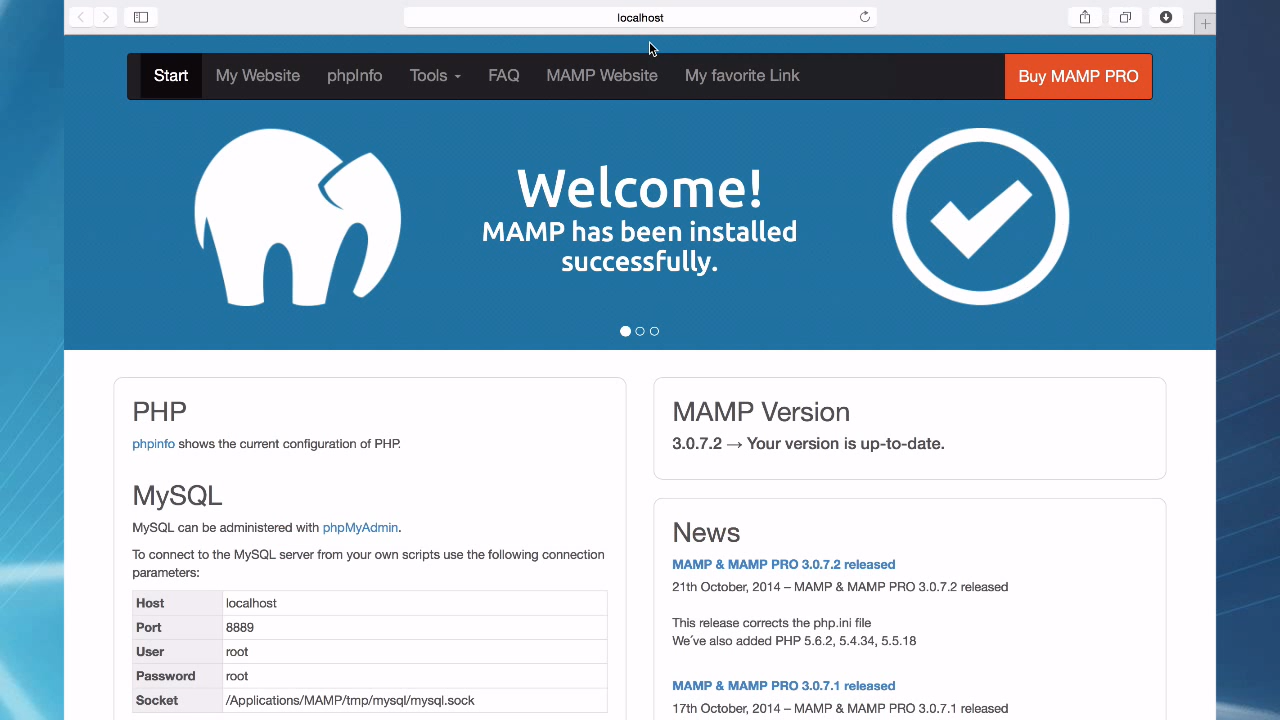 localhost
Start My Website phpInfo Tools FAQ MAMP Website My favorite Link Buy MAMP PRO
Welcome!
MAMP has been installed
successfully.
PHP
phpinfo shows the current configuration of PHP.
MySQL
MySQL can be administered with phpMyAdmin.
To connect to the MySQL server from your own scripts use the following connection
parameters:
Host localhost
Port 8889
User root
Password root
Socket /Applications/MAMP/tmp/mysql/mysql.sock
MAMP Version
3.0.7.2 → Your version is up-to-date.
News
MAMP & MAMP PRO 3.0.7.2 released
21th October, 2014 – MAMP & MAMP PRO 3.0.7.2 released
This release corrects the php.ini file
We´ve also added PHP 5.6.2, 5.4.34, 5.5.18
MAMP & MAMP PRO 3.0.7.1 released
17th October, 2014 – MAMP & MAMP PRO 3.0.7.1 released